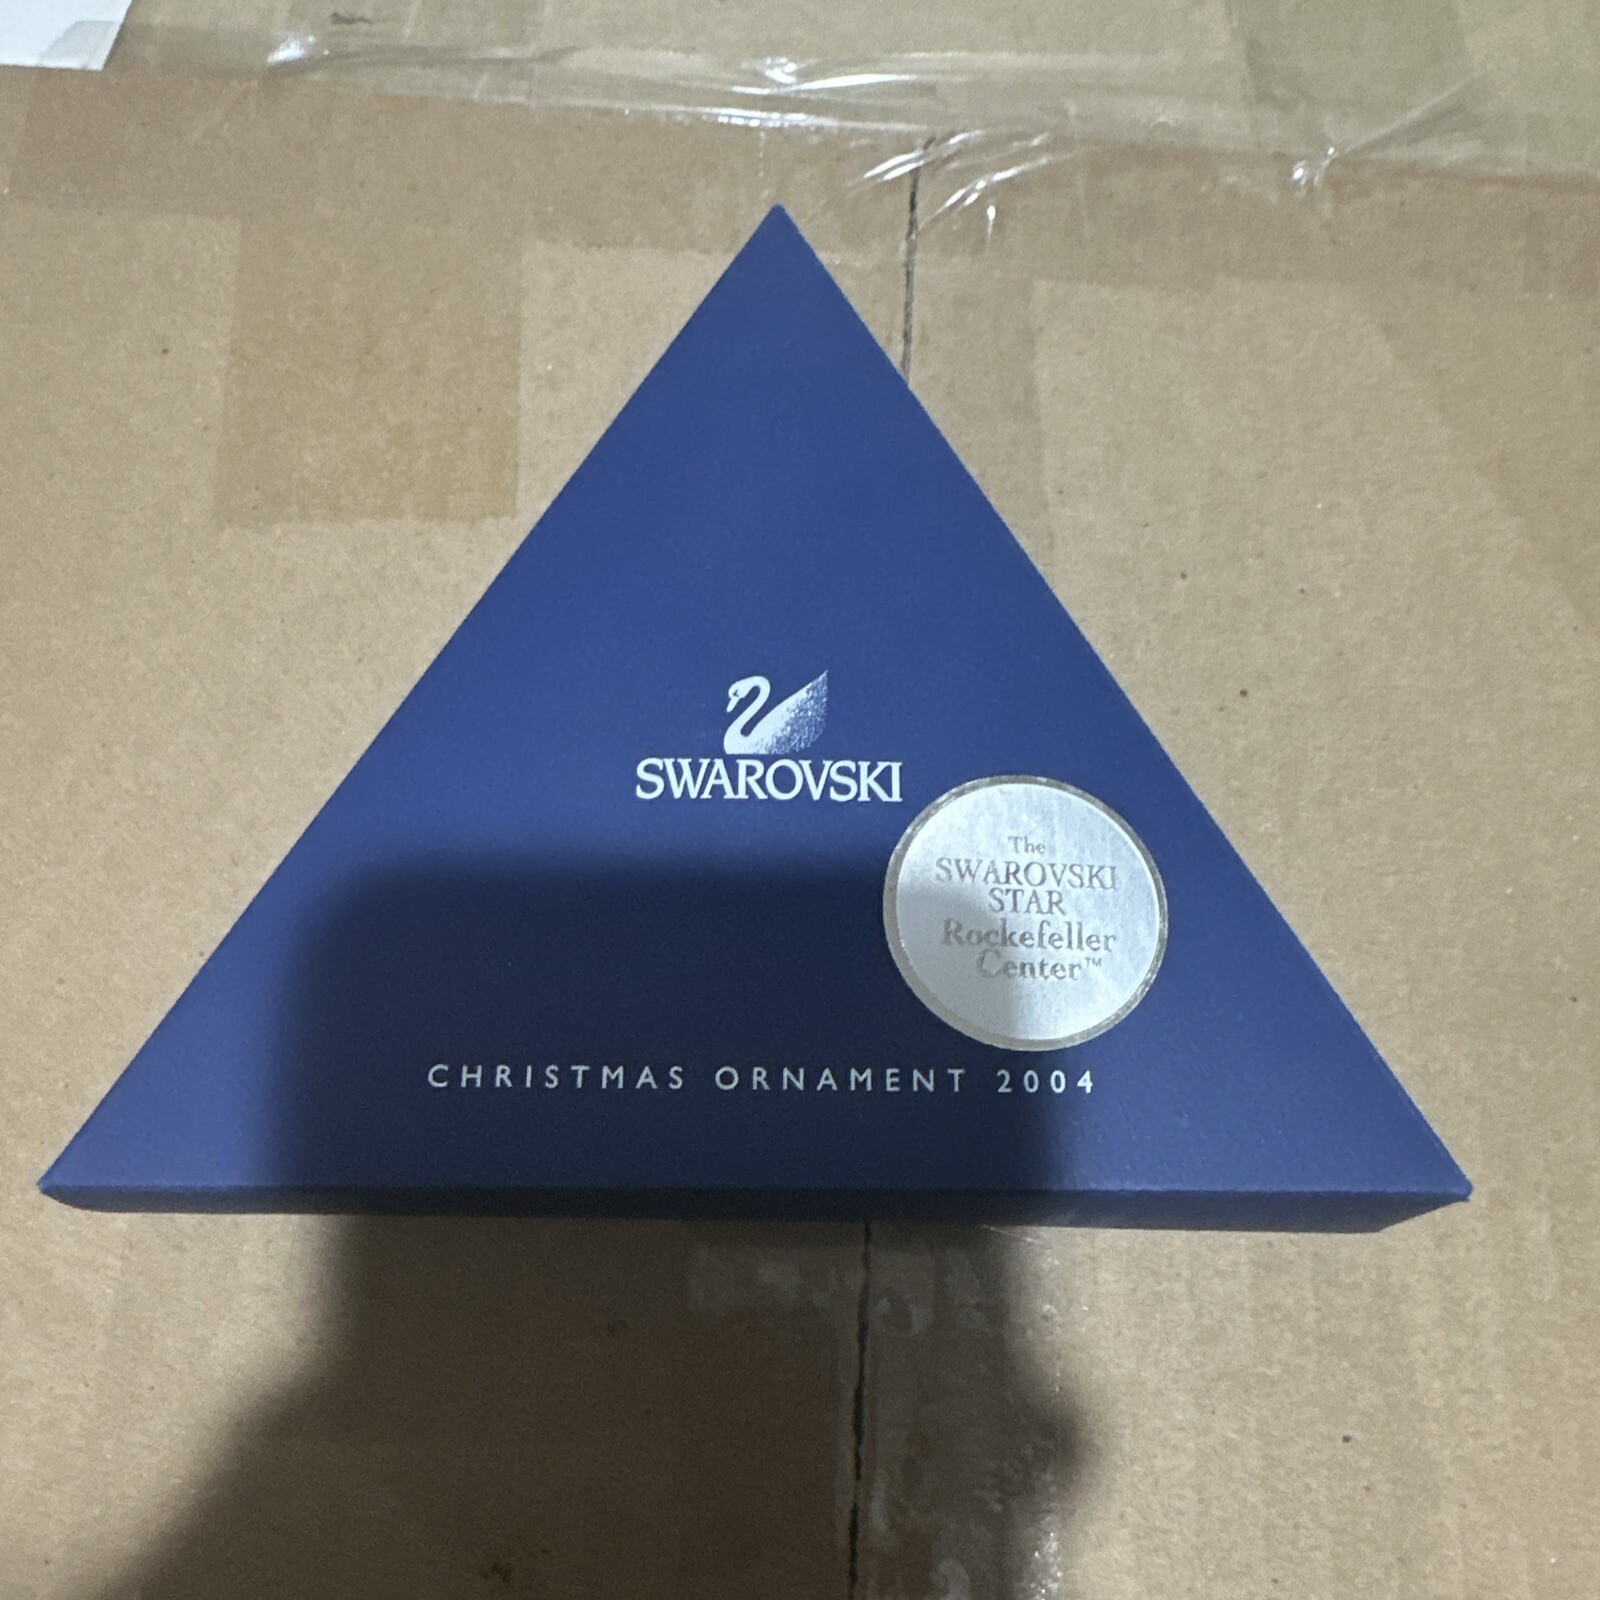 SWAROVSKI
The
SWAROVSKI
STAR
Rockefeller
Center™
CHRISTMAS ORNAMENT 2004